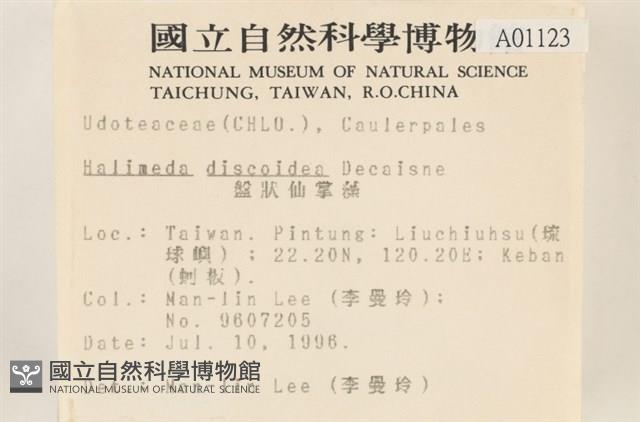 國立自然科學博物
A01123
NATIONAL MUSEUM OF NATURAL SCIENCE
TAICHUNG, TAIWAN, R.O.CHINA
Udoteaceae(CHLO.), Caulerpales
Halimeda discoidea Decaisne
盤狀仙掌藻
Loc.: Taiwan. Pintung: Liuchiuhsu(琉
球嶼) ; 22.20N, 120.20E; Keban
(蛤板).
Col.: Man-lin Lee (李曼玲);
No. 9607205
Date: Jul. 10, 1996.
Lee (李曼玲)
國立自然科學博物館
NATIONAL MUSEUM OF NATURAL SCIENCE